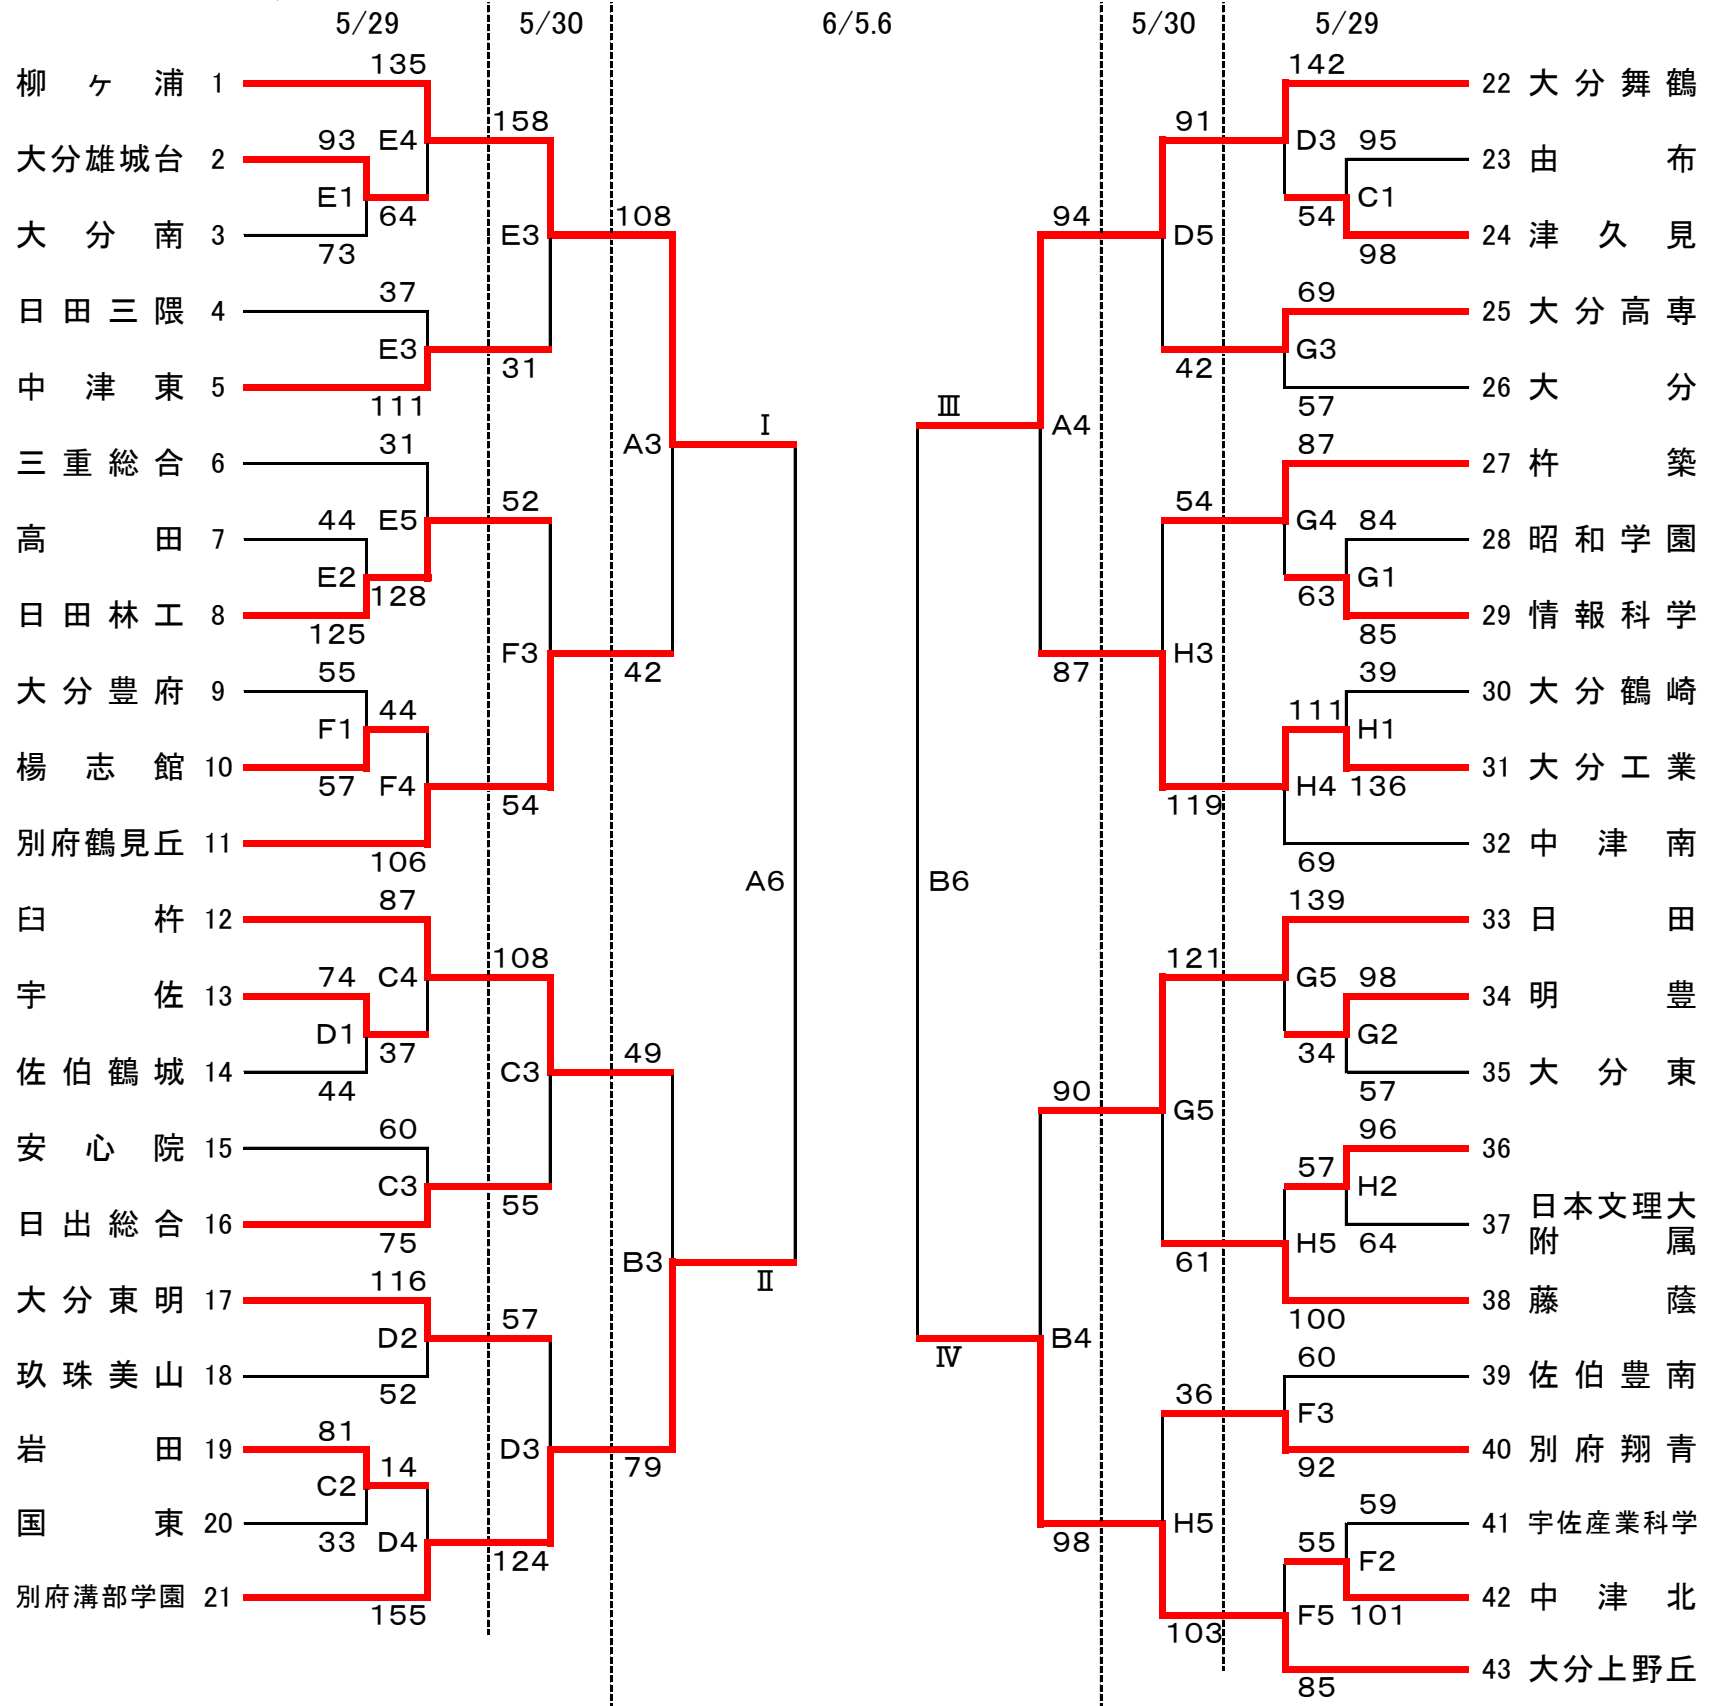 5/29 5/30 6/5.6 5/30 5/29
柳ヶ浦 1 135
大分雄城台 2 93
E1 E4 158
大分南 3 73 64
E3 108
日田三隈 4 37
E3 31
中津東 5 111
A3 Ⅰ
三重総合 6 31
E5 52
高田 7 44
E2 128
日田林工 8 125
F3 42
大分豊府 9 55
F1 44
楊志館 10 57
F4 54
別府鶴見丘 11 106
A6
臼杵 12 87
C4 108
宇佐 13 74
D1 37
佐伯鶴城 14 44
C3 49
安心院 15 60
C3 55
日出総合 16 75
B3 Ⅱ
大分東明 17 116
D2 57
玖珠美山 18 52
D3 79
岩田 19 81
C2 14
国東 20 33
D4 124
別府溝部学園 21 155
142 22 大分舞鶴
91 D3
95 23 由布
54 C1
98 24 津久見
94 D5
69 25 大分高専
42 G3
57 26 大分
Ⅲ A4
87 27 杵築
54 G4
84 28 昭和学園
63 G1
85 29 情報科学
87 H3
39 30 大分鶴崎
111 H1
136 31 大分工業
119 H4
69 32 中津南
B6
139 33 日田
121 G5
98 34 明豊
34 G2
57 35 大分東
90 G5
96 36
57 H2
64 37 日本文理大
附属
61 H5
100 38 藤蔭
Ⅳ B4
60 39 佐伯豊南
36 F3
92 40 別府翔青
98 H5
59 41 宇佐産業科学
55 F2
101 42 中津北
103 F5
85 43 大分上野丘